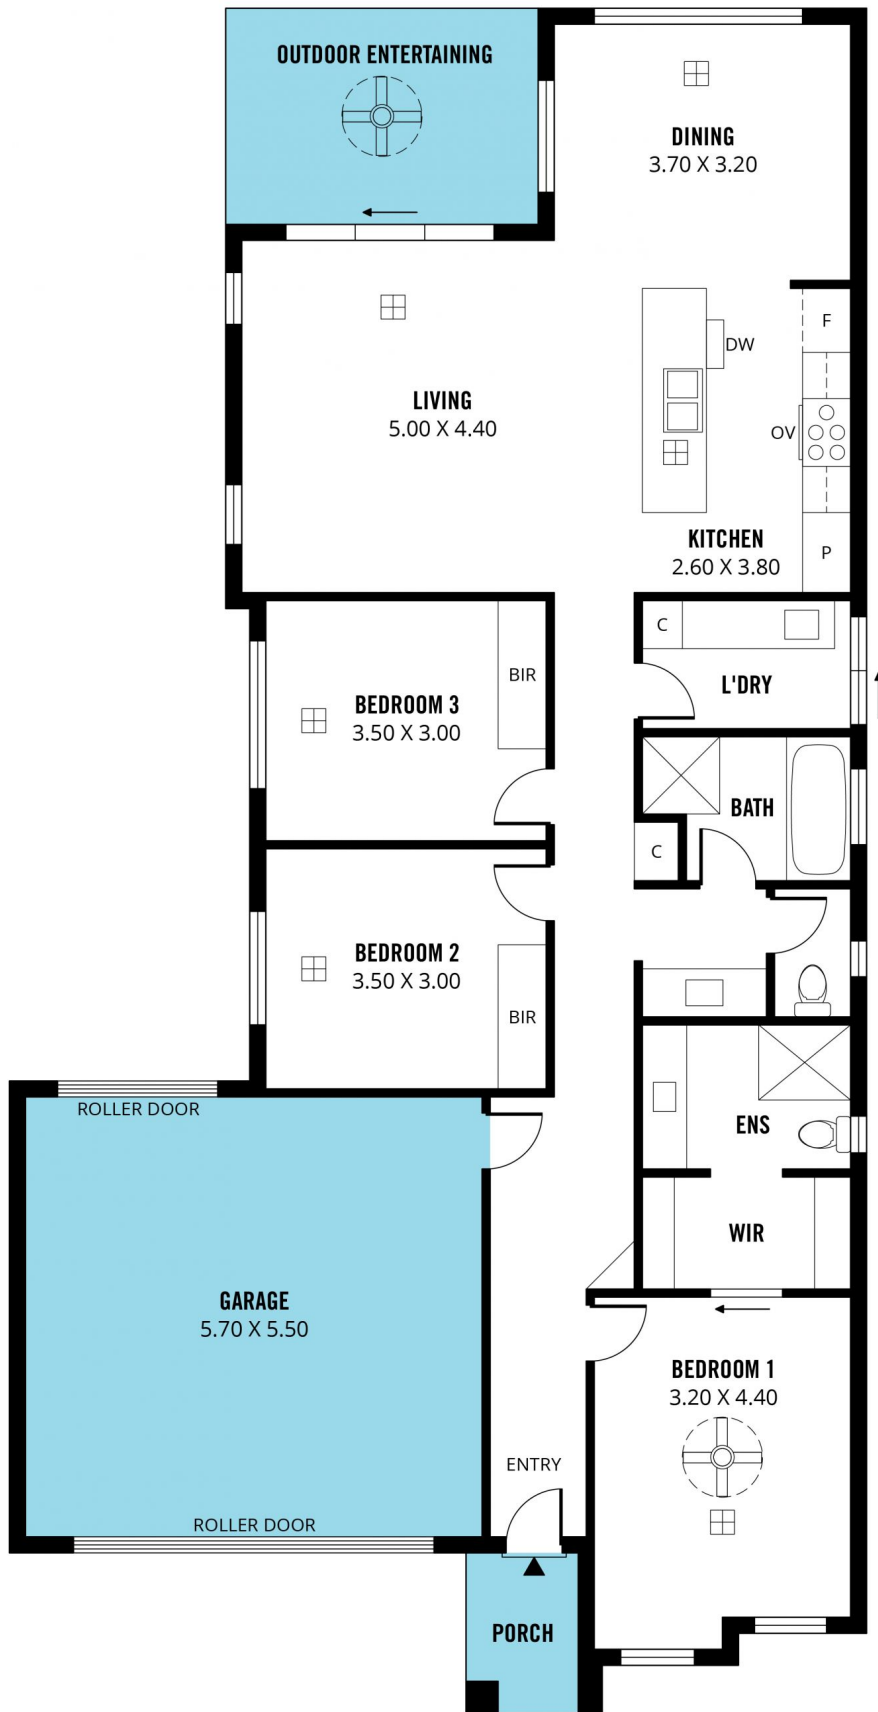 OUTDOOR ENTERTAINING
DINING
3.70 X 3.20
F
DW
LIVING
5.00 X 4.40
OV
KITCHEN
2.60 X 3.80
P
C
L'DRY
BIR
BEDROOM 3
3.50 X 3.00
BATH
C
BEDROOM 2
3.50 X 3.00
BIR
ROLLER DOOR
ENS
WIR
GARAGE
5.70 X 5.50
BEDROOM 1
3.20 X 4.40
ENTRY
ROLLER DOOR
PORCH